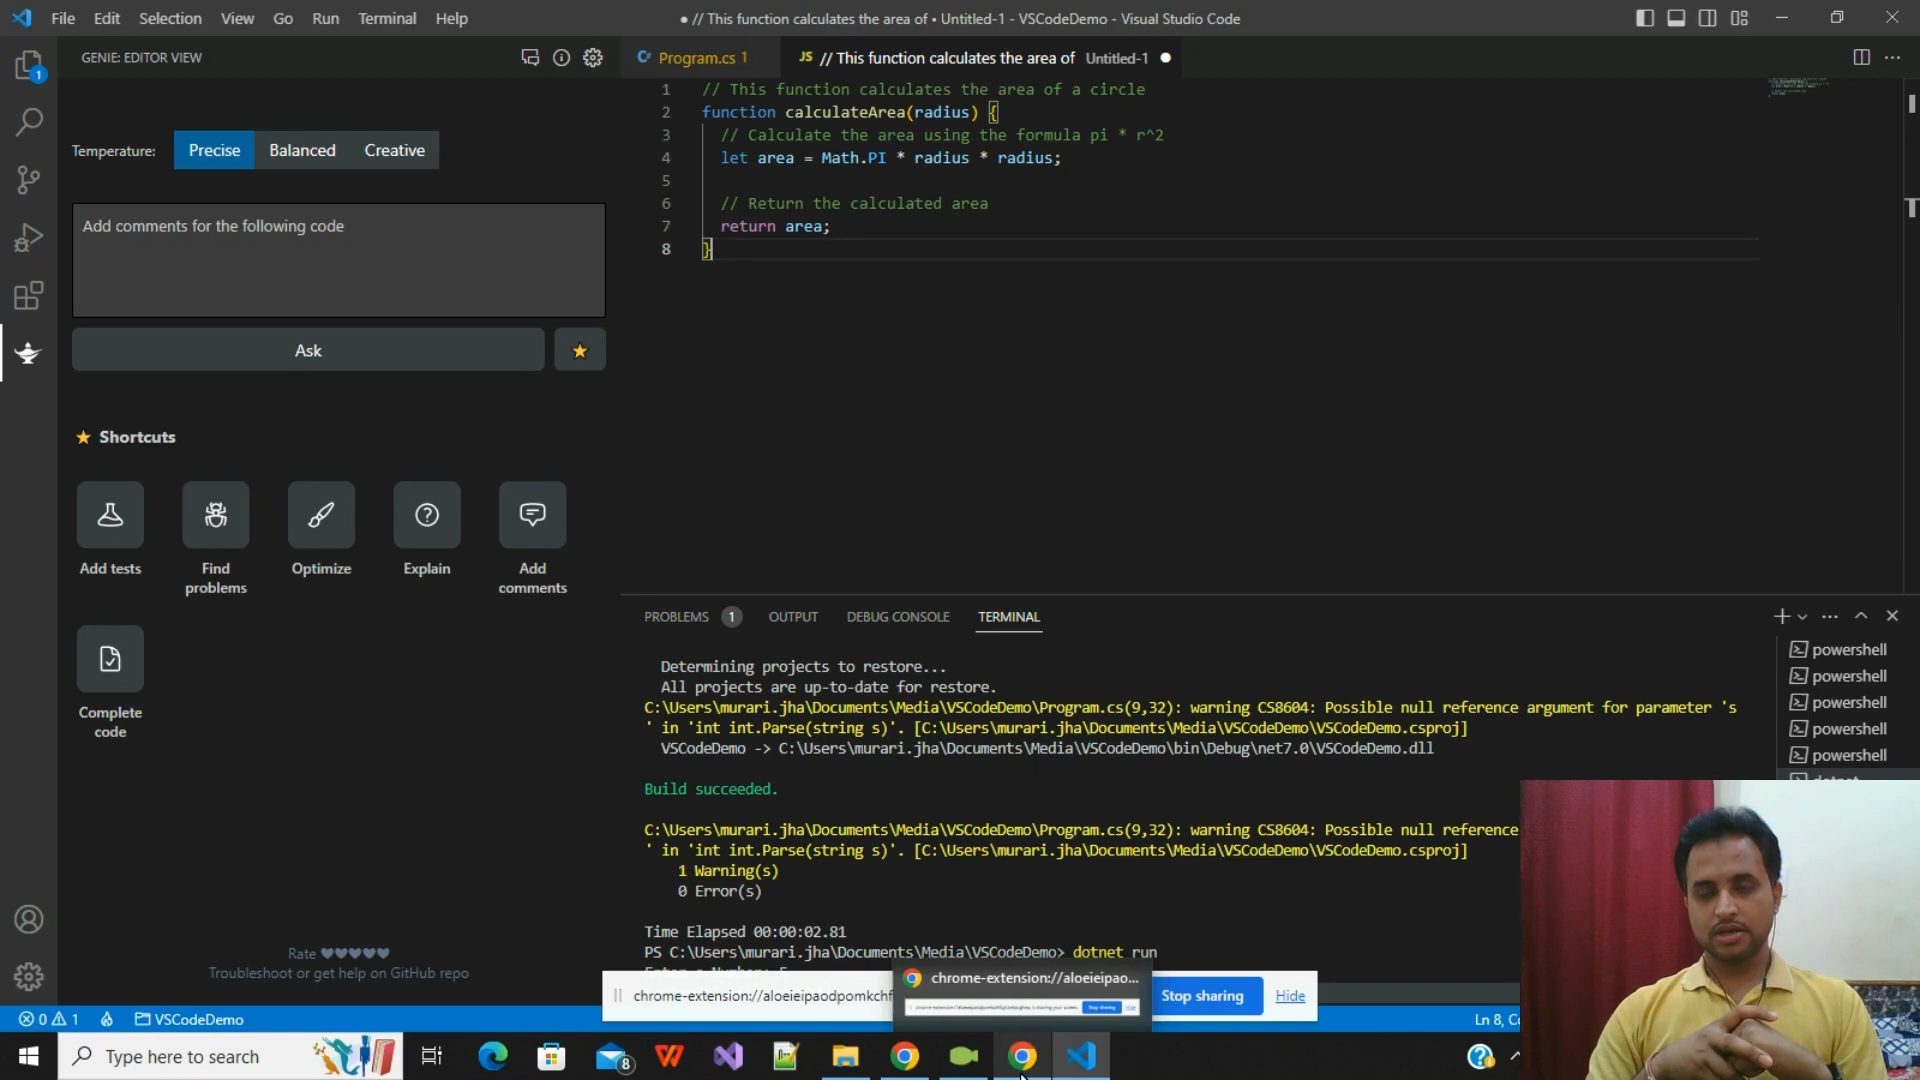 File Edit Selection View Go Run Terminal Help
● // This function calculates the area of • Untitled-1 - VSCodeDemo - Visual Studio Code
GENIE: EDITOR VIEW
Program.cs 1
JS // This function calculates the area of Untitled-1 ●
1
Temperature: Precise Balanced Creative
Add comments for the following code
Ask
Shortcuts
Add tests
Find problems
Optimize
Explain
Add comments
Complete code
Rate
Troubleshoot or get help on GitHub repo
1 // This function calculates the area of a circle
2 function calculateArea(radius) {
3 // Calculate the area using the formula pi * r^2
4 let area = Math.PI * radius * radius;
5
6 // Return the calculated area
7 return area;
8 }
PROBLEMS 1 OUTPUT DEBUG CONSOLE TERMINAL
Determining projects to restore...
All projects are up-to-date for restore.
C:\Users\murari.jha\Documents\Media\VSCodeDemo\Program.cs(9,32): warning CS8604: Possible null reference argument for parameter 's
' in 'int int.Parse(string s)'. [C:\Users\murari.jha\Documents\Media\VSCodeDemo\VSCodeDemo.csproj]
VSCodeDemo -> C:\Users\murari.jha\Documents\Media\VSCodeDemo\bin\Debug\net7.0\VSCodeDemo.dll
Build succeeded.
C:\Users\murari.jha\Documents\Media\VSCodeDemo\Program.cs(9,32): warning CS8604: Possible null reference
' in 'int int.Parse(string s)'. [C:\Users\murari.jha\Documents\Media\VSCodeDemo\VSCodeDemo.csproj]
1 Warning(s)
0 Error(s)
Time Elapsed 00:00:02.81
PS C:\Users\murari.jha\Documents\Media\VSCodeDemo> dotnet run
powershell
powershell
powershell
powershell
powershell
chrome-extension://aloeieipaodpomkchf
chrome-extension://aloeieipao...
Stop sharing
Hide
0 1 VSCodeDemo
Ln 8,
Type here to search
8